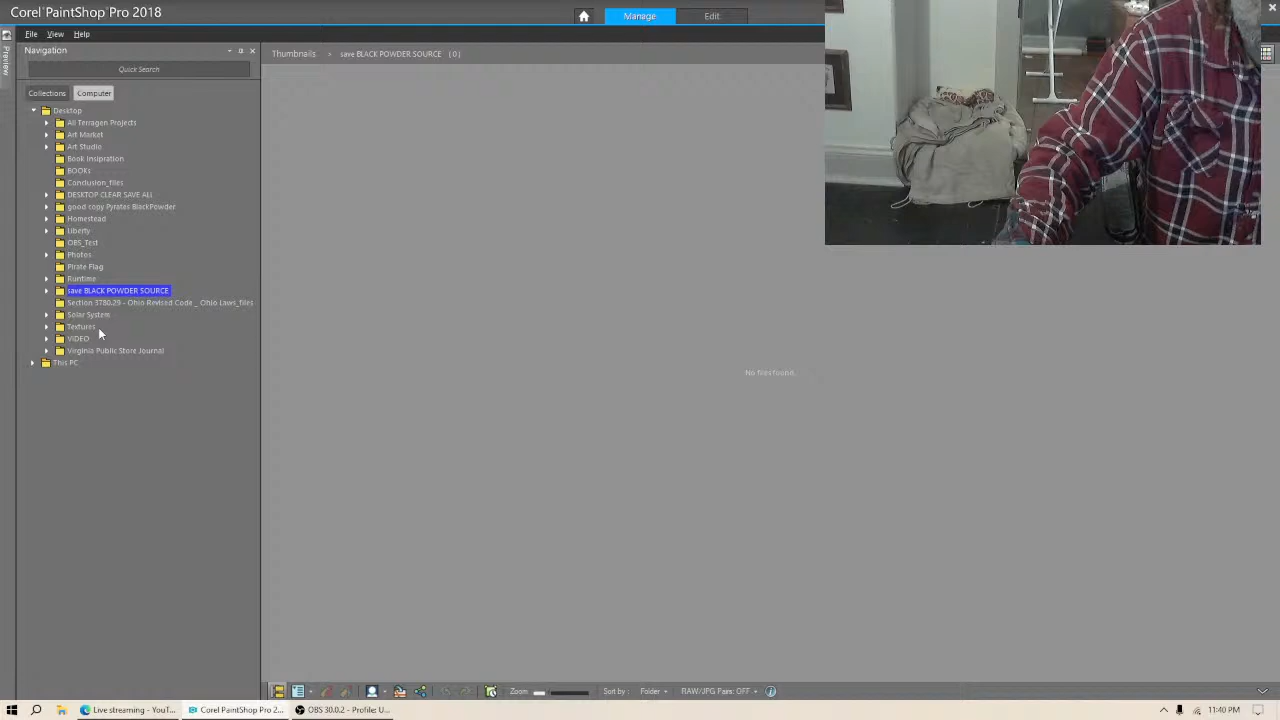 Corel PaintShop Pro 2018
Manage
Edit
File View Help
Preview
Navigation
Quick Search
Collections Computer
Desktop
All Terragen Projects
Art Market
Art Studio
Book Insipration
BOOKs
Conclusion_files
DESKTOP CLEAR SAVE ALL
good copy Pyrates BlackPowder
Homestead
Liberty
OBS_Test
Photos
Pirate Flag
Runtime
save BLACK POWDER SOURCE
Section 3780.29 - Ohio Revised Code _ Ohio Laws_files
Solar System
Textures
VIDEO
Virginia Public Store Journal
This PC
Thumbnails > save BLACK POWDER SOURCE (0)
No files found.
Zoom
Sort by : Folder
RAW/JPG Pairs: OFF
Live streaming - YouT...
Corel PaintShop Pro 2...
OBS 30.0.2 - Profile: U...
11:40 PM